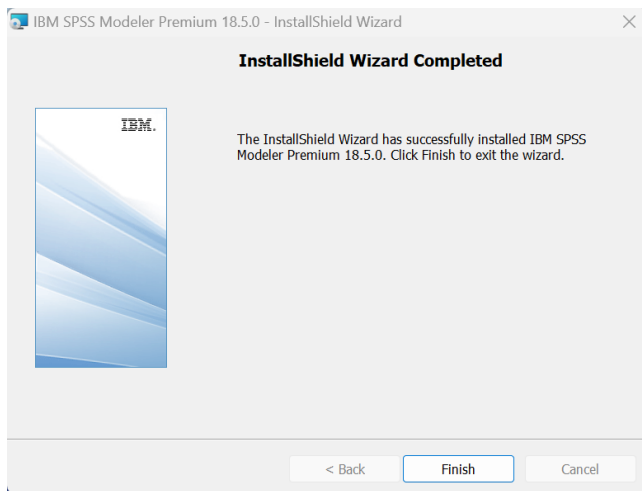 IBM SPSS Modeler Premium 18.5.0 - InstallShield Wizard
InstallShield Wizard Completed
IBM.
The InstallShield Wizard has successfully installed IBM SPSS
Modeler Premium 18.5.0. Click Finish to exit the wizard.
< Back
Finish
Cancel